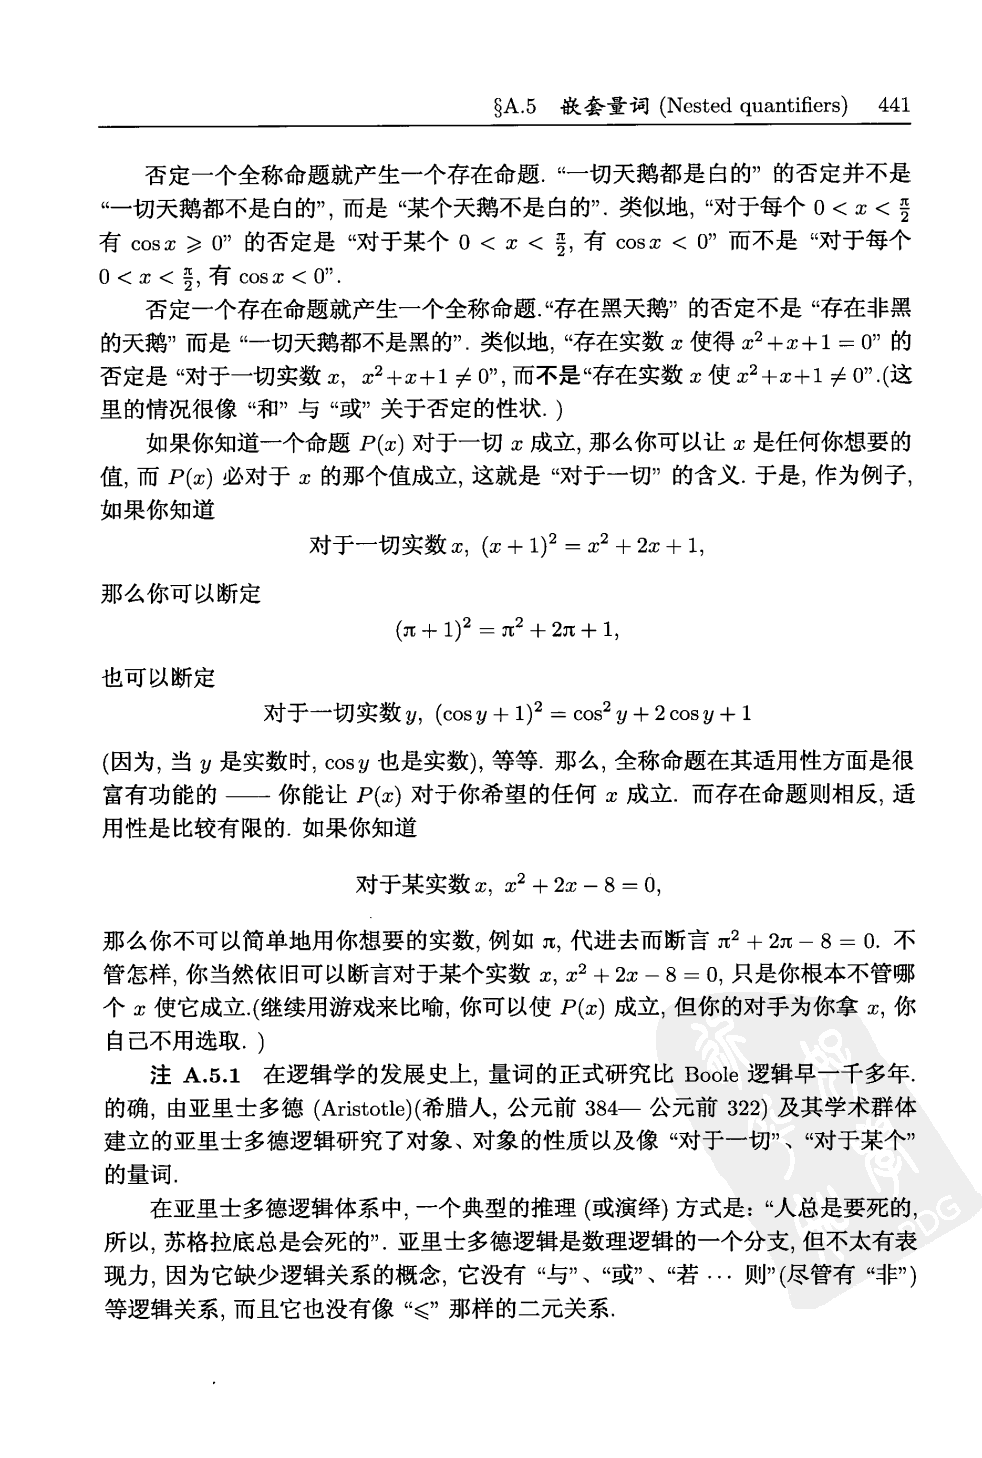 §A.5 嵌套量词 (Nested quantifiers) 441
否定一个全称命题就产生一个存在命题. “一切天鹅都是白的” 的否定并不是
“一切天鹅都不是白的”, 而是 “某个天鹅不是白的”. 类似地, “对于每个 0 < x < π/2
有 cos x ⩾ 0” 的否定是 “对于某个 0 < x < π/2, 有 cos x < 0” 而不是 “对于每个
0 < x < π/2, 有 cos x < 0”.
否定一个存在命题就产生一个全称命题.“存在黑天鹅” 的否定不是 “存在非黑
的天鹅” 而是 “一切天鹅都不是黑的”. 类似地, “存在实数 x 使得 x²+x+1 = 0” 的
否定是 “对于一切实数 x, x²+x+1 ≠ 0”, 而不是“存在实数 x 使 x²+x+1 ≠ 0”.(这
里的情况很像 “和” 与 “或” 关于否定的性状. )
如果你知道一个命题 P(x) 对于一切 x 成立, 那么你可以让 x 是任何你想要的
值, 而 P(x) 必对于 x 的那个值成立, 这就是 “对于一切” 的含义. 于是, 作为例子,
如果你知道
对于一切实数 x, (x + 1)² = x² + 2x + 1,
那么你可以断定
(π + 1)² = π² + 2π + 1,
也可以断定
对于一切实数 y, (cos y + 1)² = cos² y + 2 cos y + 1
(因为, 当 y 是实数时, cos y 也是实数), 等等. 那么, 全称命题在其适用性方面是很
富有功能的 —— 你能让 P(x) 对于你希望的任何 x 成立. 而存在命题则相反, 适
用性是比较有限的. 如果你知道
对于某实数 x, x² + 2x − 8 = 0,
那么你不可以简单地用你想要的实数, 例如 π, 代进去而断言 π² + 2π − 8 = 0. 不
管怎样, 你当然依旧可以断言对于某个实数 x, x² + 2x − 8 = 0, 只是你根本不管哪
个 x 使它成立.(继续用游戏来比喻, 你可以使 P(x) 成立, 但你的对手为你拿 x, 你
自己不用选取. )
注 A.5.1 在逻辑学的发展史上, 量词的正式研究比 Boole 逻辑早一千多年.
的确, 由亚里士多德 (Aristotle)(希腊人, 公元前 384— 公元前 322) 及其学术群体
建立的亚里士多德逻辑研究了对象、对象的性质以及像 “对于一切”、“对于某个”
的量词.
在亚里士多德逻辑体系中, 一个典型的推理 (或演绎) 方式是: “人总是要死的,
所以, 苏格拉底总是会死的”. 亚里士多德逻辑是数理逻辑的一个分支, 但不太有表
现力, 因为它缺少逻辑关系的概念, 它没有 “与”、“或”、“若 ⋯ 则”(尽管有 “非”)
等逻辑关系, 而且它也没有像 “⩽” 那样的二元关系.
PDG